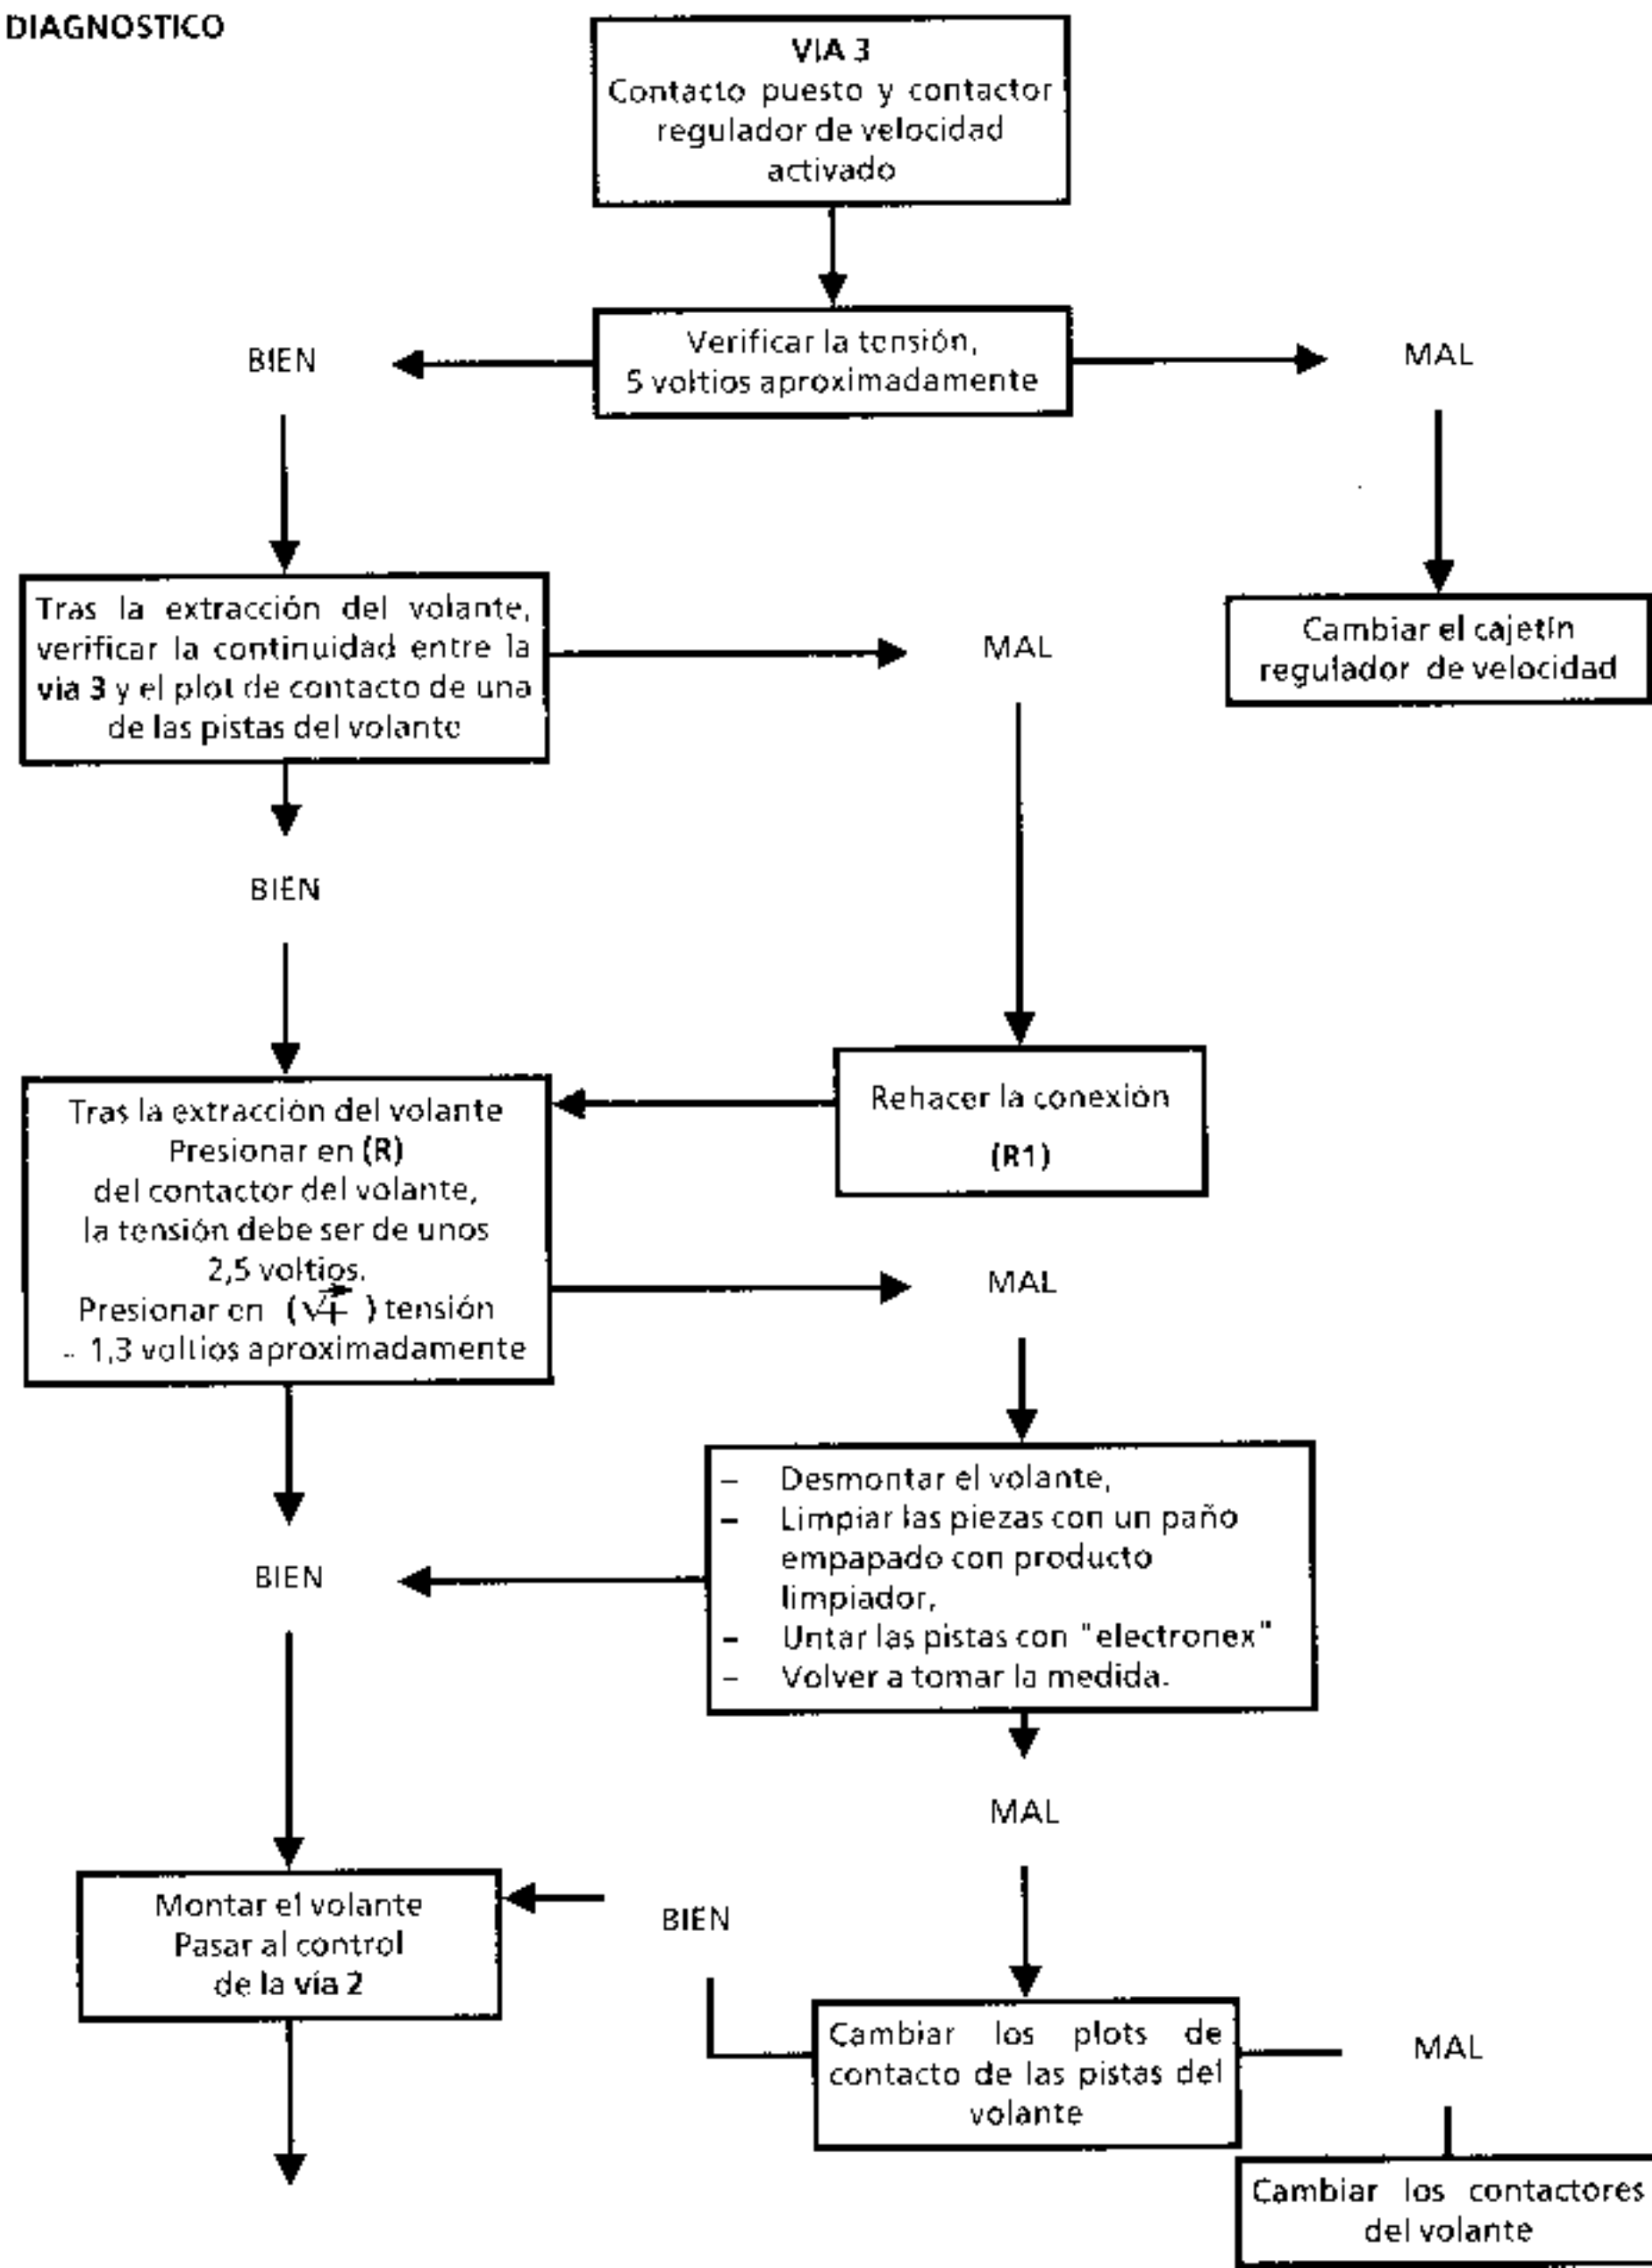 DIAGNOSTICO
VIA 3
Contacto puesto y contactor
regulador de velocidad
activado
Verificar la tensión,
5 voltios aproximadamente
BIEN
MAL
Tras la extracción del volante,
verificar la continuidad entre la
via 3 y el plot de contacto de una
de las pistas del volante
MAL
Cambiar el cajetín
regulador de velocidad
BIEN
Tras la extracción del volante
Presionar en (R)
del contactor del volante,
la tensión debe ser de unos
2,5 voltios.
Presionar en ( ) tensión
- 1,3 voltios aproximadamente
Rehacer la conexión
(R1)
MAL
- Desmontar el volante,
- Limpiar las piezas con un paño
empapado con producto
limpiador,
- Untar las pistas con "electronex"
- Volver a tomar la medida.
BIEN
MAL
Montar el volante
Pasar al control
de la vía 2
BIEN
Cambiar los plots de
contacto de las pistas del
volante
MAL
Cambiar los contactores
del volante